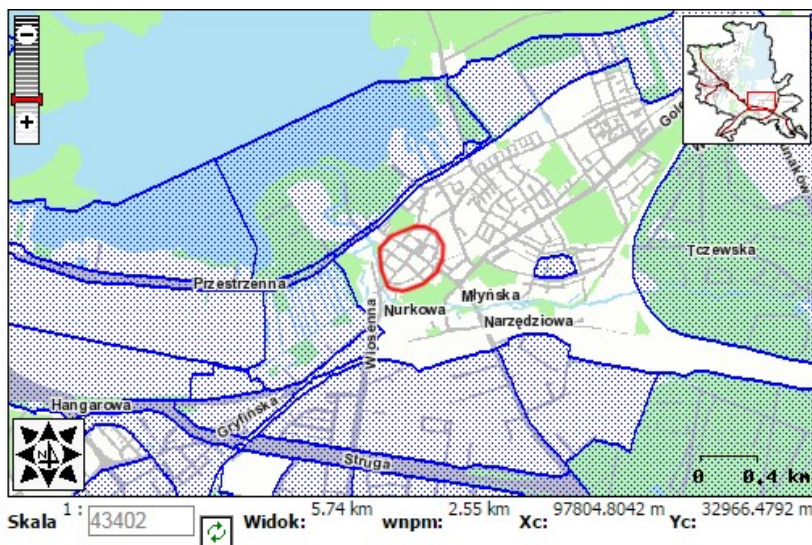 Przestrzenna
Tczewska
Nurkowa
Młyńska
Narzędziowa
Wiosenna
Hangarowa
Gryfińska
Struga
N
0 0.4 km
Skala 1 : 43402 Widok: 5.74 km wnpm: 2.55 km Xc: 97804.8042 m Yc: 32966.4792 m